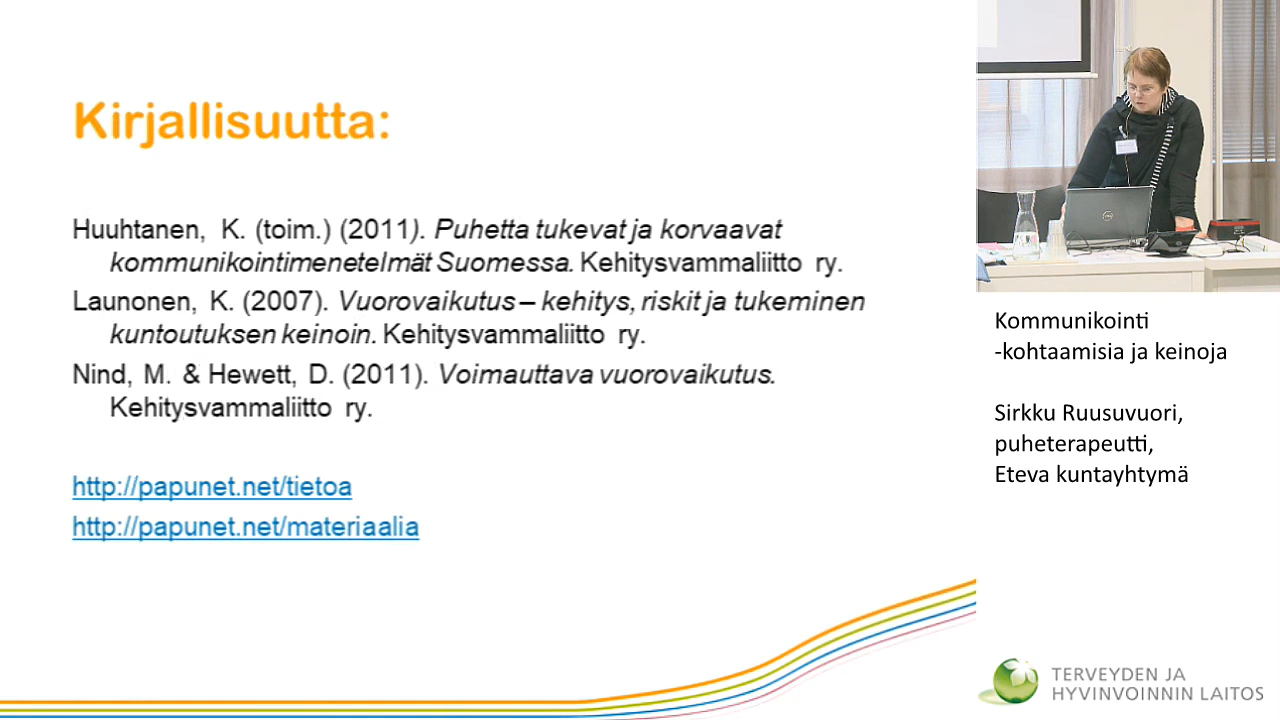 Kirjallisuutta:
Huuhtanen, K. (toim.) (2011). Puhetta tukevat ja korvaavat
kommunikointimenetelmät Suomessa. Kehitysvammaliitto ry.
Launonen, K. (2007). Vuorovaikutus – kehitys, riskit ja tukeminen
kuntoutuksen keinoin. Kehitysvammaliitto ry.
Nind, M. & Hewett, D. (2011). Voimauttava vuorovaikutus.
Kehitysvammaliitto ry.
http://papunet.net/tietoa
http://papunet.net/materiaalia
Kommunikointi
-kohtaamisia ja keinoja
Sirkku Ruusuvuori,
puheterapeutti,
Eteva kuntayhtymä
TERVEYDEN JA
HYVINVOINNIN LAITOS